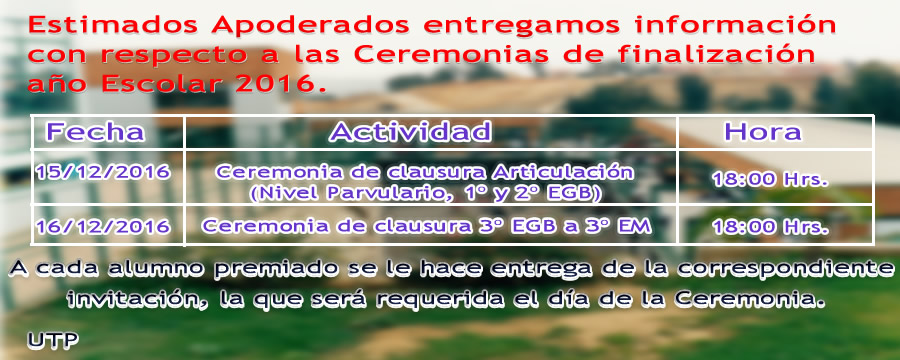 Estimados Apoderados entregamos información
con respecto a las Ceremonias de finalización
año Escolar 2016.
Fecha Actividad Hora
15/12/2016 Ceremonia de clausura Articulación (Nivel Parvulario, 1º y 2º EGB) 18:00 Hrs.
16/12/2016 Ceremonia de clausura 3º EGB a 3º EM 18:00 Hrs.
A cada alumno premiado se le hace entrega de la correspondiente
invitación, la que será requerida el día de la Ceremonia.
UTP